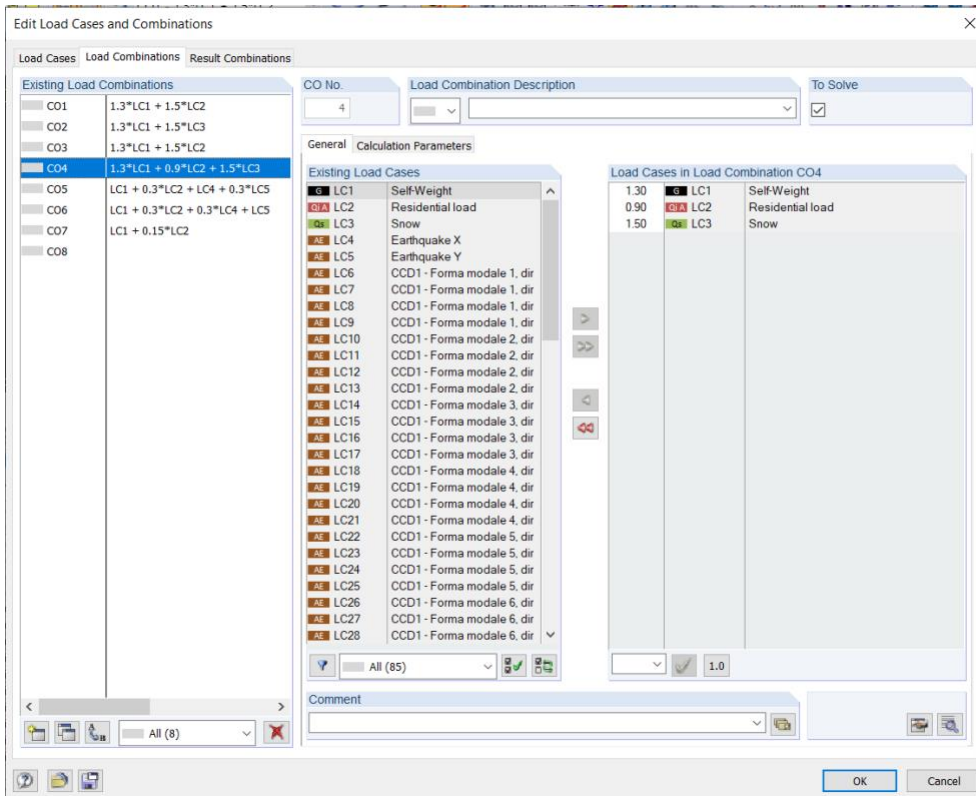 Edit Load Cases and Combinations
Load Cases Load Combinations Result Combinations
Existing Load Combinations
CO1 1.3*LC1 + 1.5*LC2
CO2 1.3*LC1 + 1.5*LC3
CO3 1.3*LC1 + 1.5*LC2
CO4 1.3*LC1 + 0.9*LC2 + 1.5*LC3
CO5 LC1 + 0.3*LC2 + LC4 + 0.3*LC5
CO6 LC1 + 0.3*LC2 + 0.3*LC4 + LC5
CO7 LC1 + 0.15*LC2
CO8
All (8)
CO No.
4
Load Combination Description
To Solve
General Calculation Parameters
Existing Load Cases
G LC1 Self-Weight
Qi A LC2 Residential load
Qs LC3 Snow
AE LC4 Earthquake X
AE LC5 Earthquake Y
AE LC6 CCD1 - Forma modale 1, dir
AE LC7 CCD1 - Forma modale 1, dir
AE LC8 CCD1 - Forma modale 1, dir
AE LC9 CCD1 - Forma modale 1, dir
AE LC10 CCD1 - Forma modale 2, dir
AE LC11 CCD1 - Forma modale 2, dir
AE LC12 CCD1 - Forma modale 2, dir
AE LC13 CCD1 - Forma modale 2, dir
AE LC14 CCD1 - Forma modale 3, dir
AE LC15 CCD1 - Forma modale 3, dir
AE LC16 CCD1 - Forma modale 3, dir
AE LC17 CCD1 - Forma modale 3, dir
AE LC18 CCD1 - Forma modale 4, dir
AE LC19 CCD1 - Forma modale 4, dir
AE LC20 CCD1 - Forma modale 4, dir
AE LC21 CCD1 - Forma modale 4, dir
AE LC22 CCD1 - Forma modale 5, dir
AE LC23 CCD1 - Forma modale 5, dir
AE LC24 CCD1 - Forma modale 5, dir
AE LC25 CCD1 - Forma modale 5, dir
AE LC26 CCD1 - Forma modale 6, dir
AE LC27 CCD1 - Forma modale 6, dir
AE LC28 CCD1 - Forma modale 6, dir
All (85)
Load Cases in Load Combination CO4
1.30 G LC1 Self-Weight
0.90 Qi A LC2 Residential load
1.50 Qs LC3 Snow
1.0
Comment
OK
Cancel